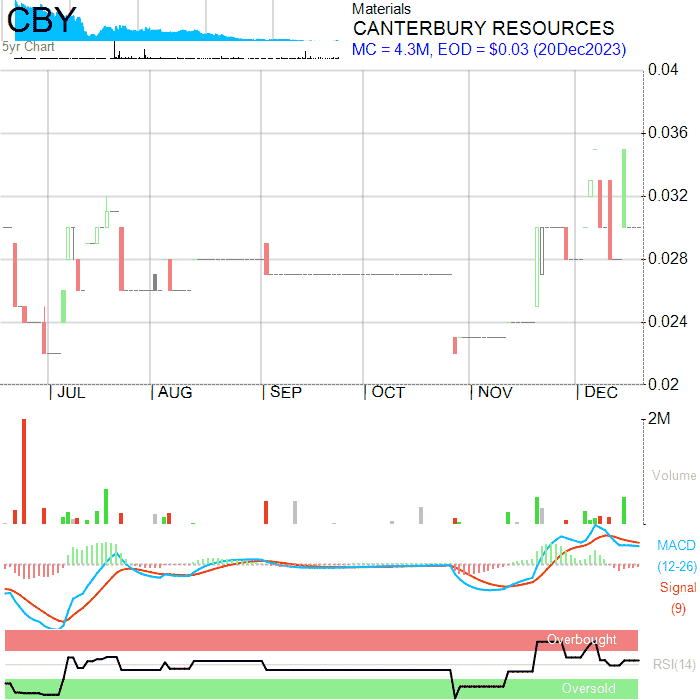 CBY
5yr Chart
Materials
CANTERBURY RESOURCES
MC = 4.3M, EOD = $0.03 (20Dec2023)
0.04
0.036
0.032
0.028
0.024
0.02
JUL AUG SEP OCT NOV DEC
2M
Volume
MACD
(12-26)
Signal
(9)
Overbought
RSI(14)
Oversold